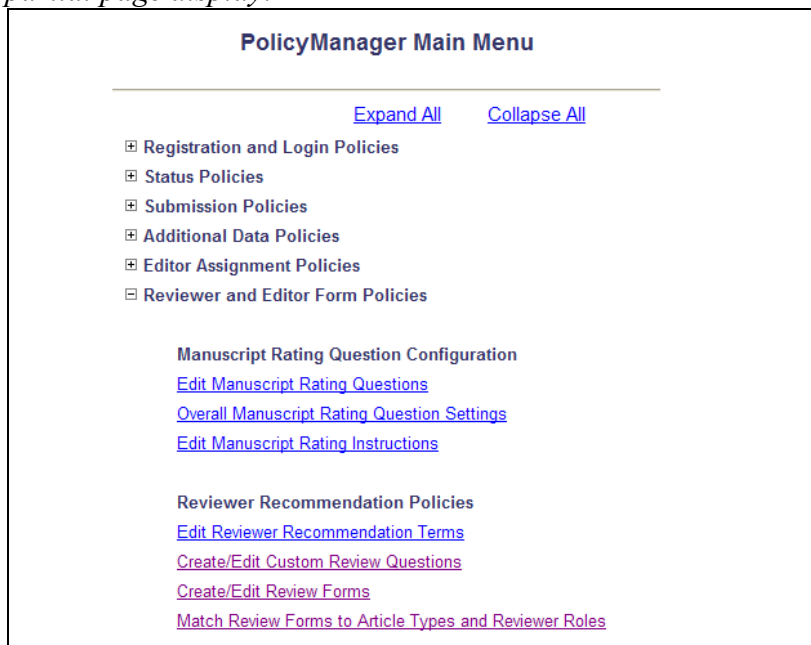 partial page display:
PolicyManager Main Menu
Expand All Collapse All
Registration and Login Policies
Status Policies
Submission Policies
Additional Data Policies
Editor Assignment Policies
Reviewer and Editor Form Policies
Manuscript Rating Question Configuration
Edit Manuscript Rating Questions
Overall Manuscript Rating Question Settings
Edit Manuscript Rating Instructions
Reviewer Recommendation Policies
Edit Reviewer Recommendation Terms
Create/Edit Custom Review Questions
Create/Edit Review Forms
Match Review Forms to Article Types and Reviewer Roles